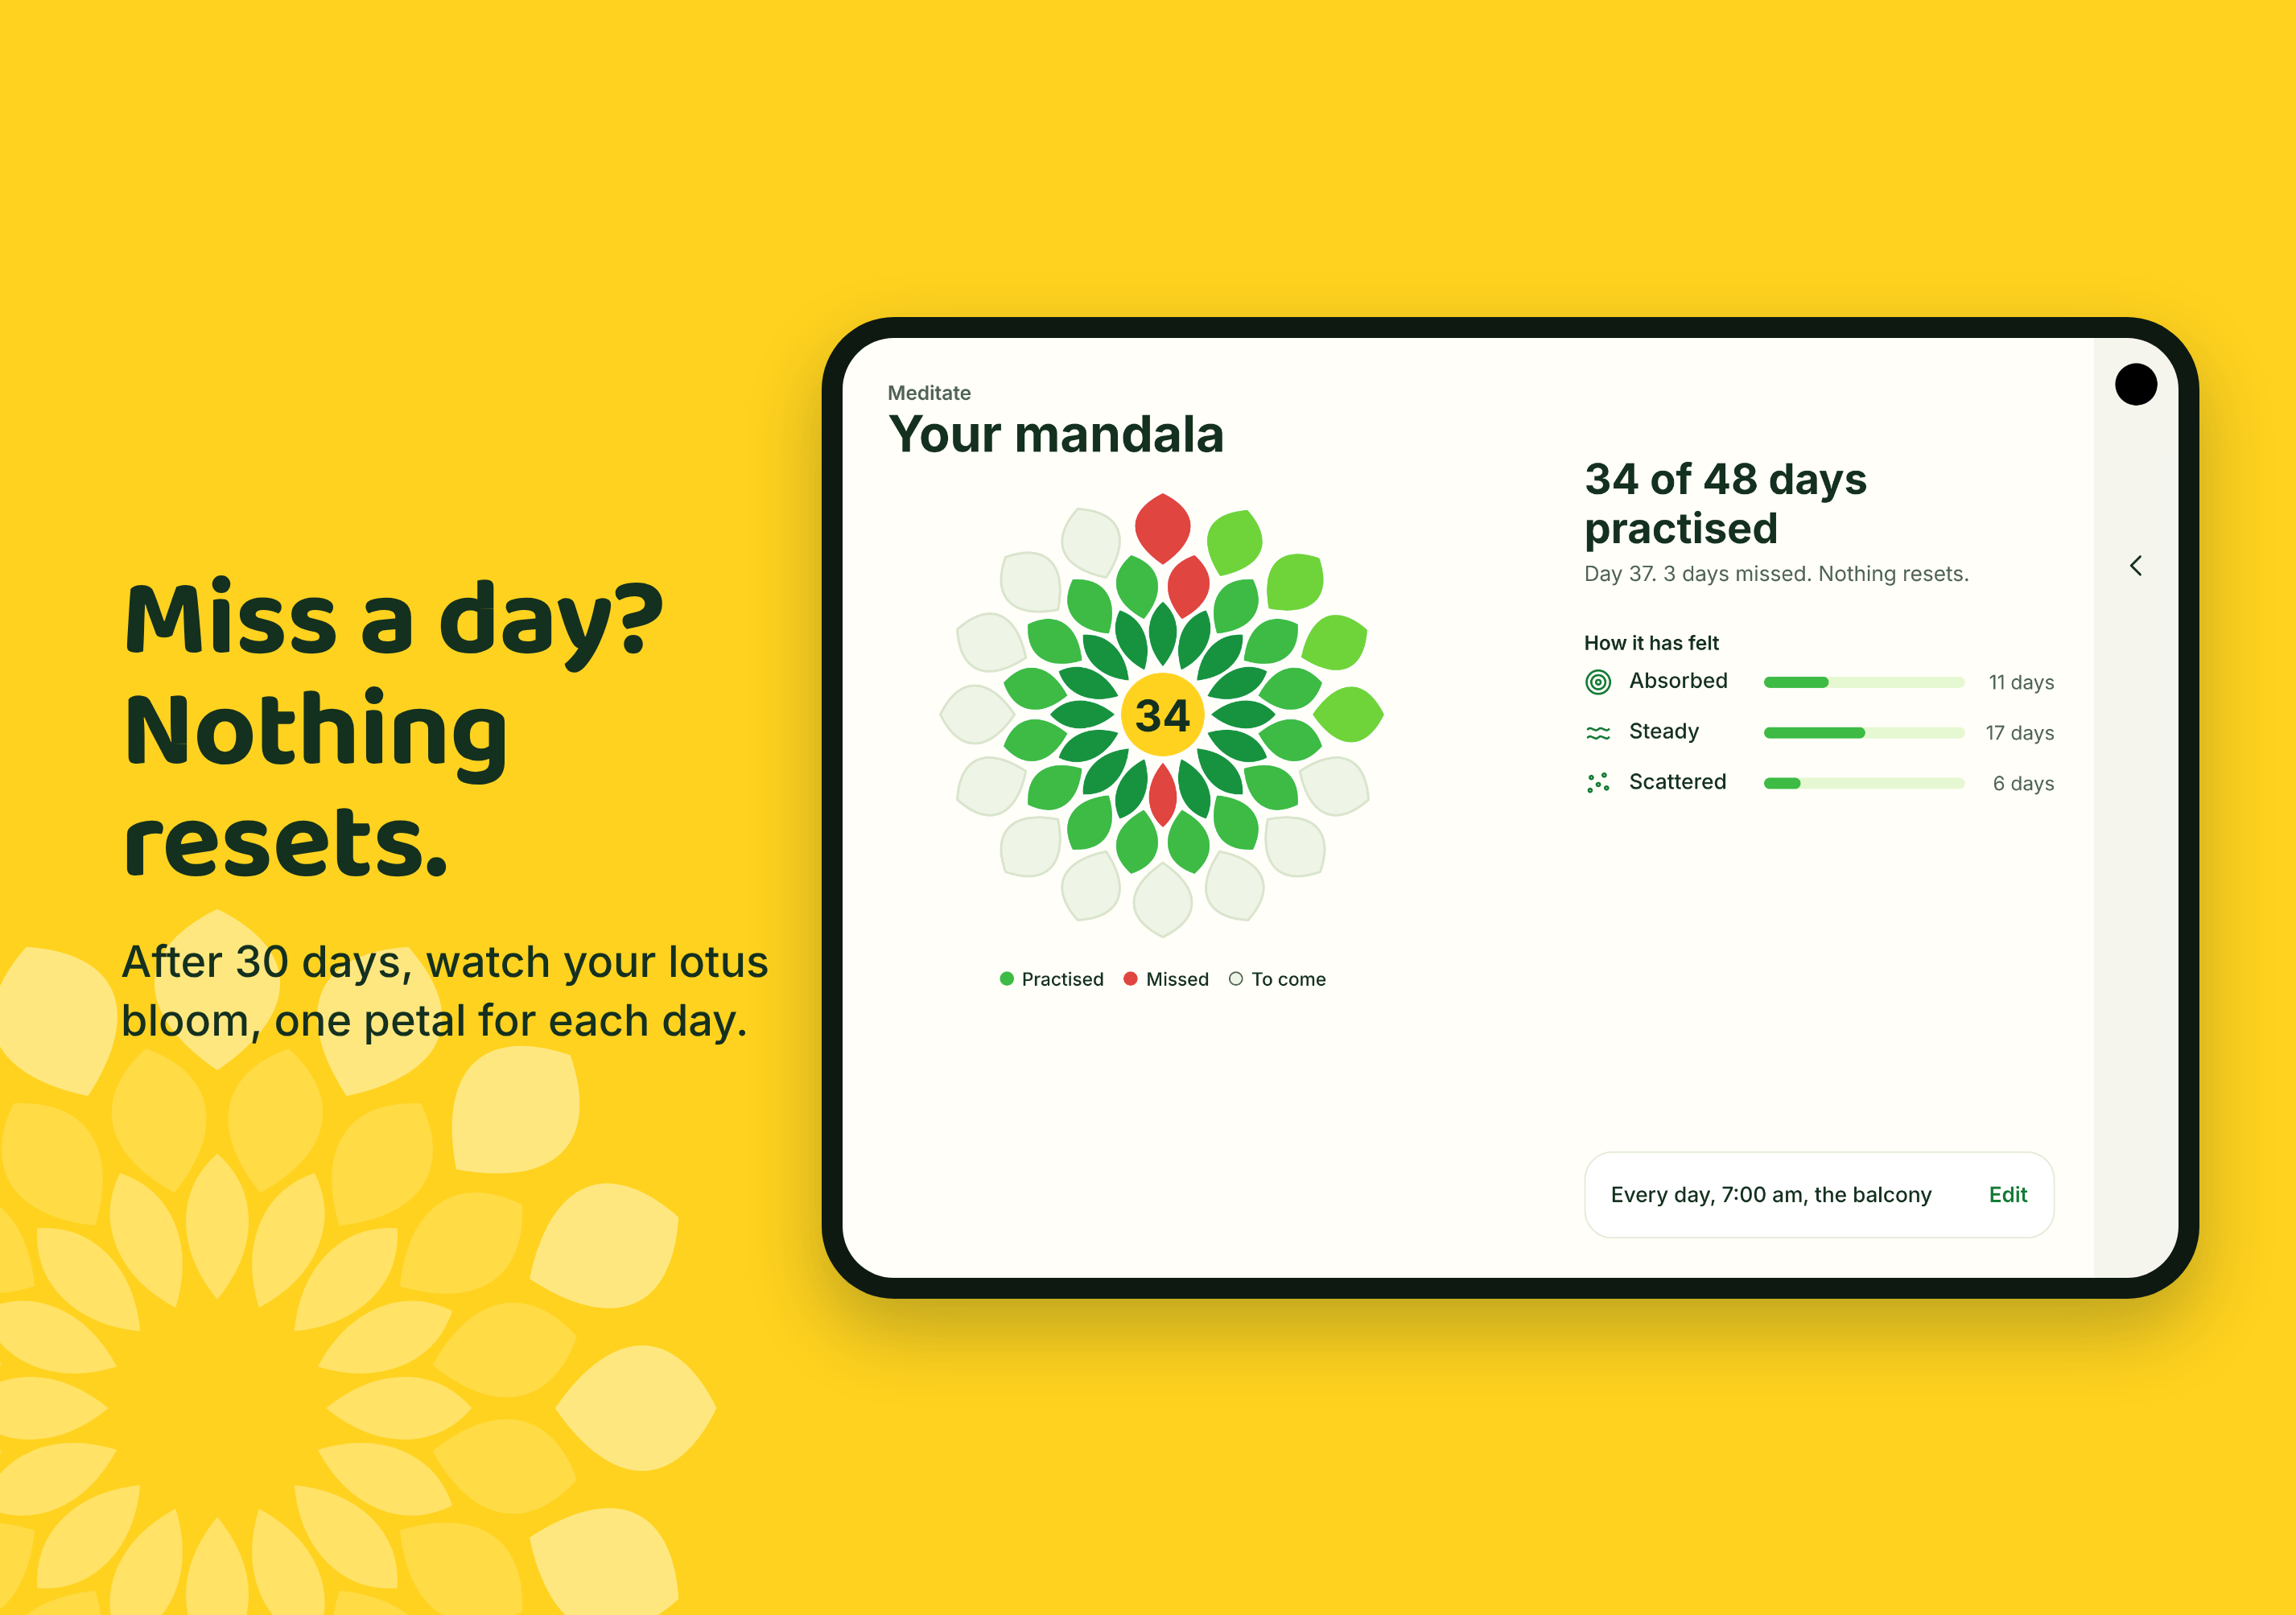 Miss a day?
Nothing
resets.
After 30 days, watch your lotus
bloom, one petal for each day.
Meditate
Your mandala
34
Practised
Missed
To come
34 of 48 days
practised
Day 37. 3 days missed. Nothing resets.
How it has felt
Absorbed 11 days
Steady 17 days
Scattered 6 days
Every day, 7:00 am, the balcony Edit